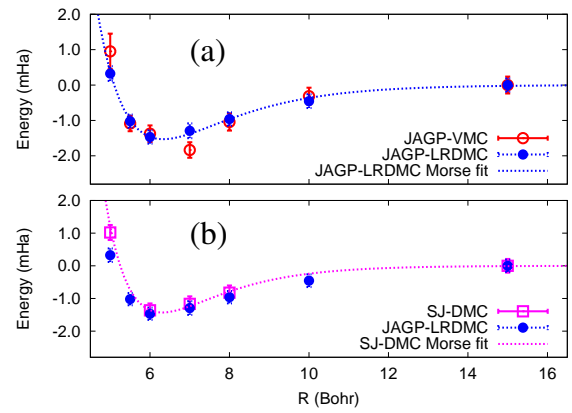 2.0
(a)
1.0
0.0
-1.0
-2.0
Energy (mHa)
JAGP-VMC
JAGP-LRDMC
JAGP-LRDMC Morse fit
2.0
(b)
1.0
0.0
-1.0
-2.0
Energy (mHa)
SJ-DMC
JAGP-LRDMC
SJ-DMC Morse fit
6 8 10 12 14 16
R (Bohr)